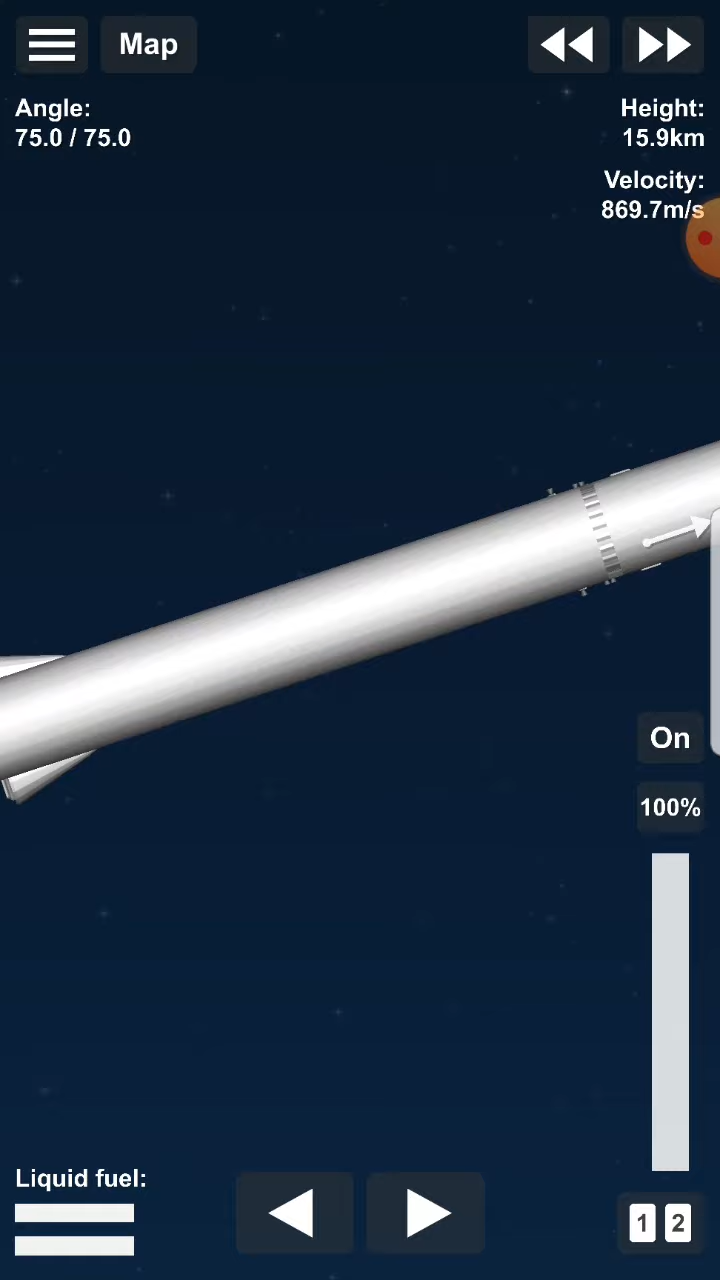 Map
Angle:
75.0 / 75.0
Height:
15.9km
Velocity:
869.7m/s
On
100%
Liquid fuel:
1 2